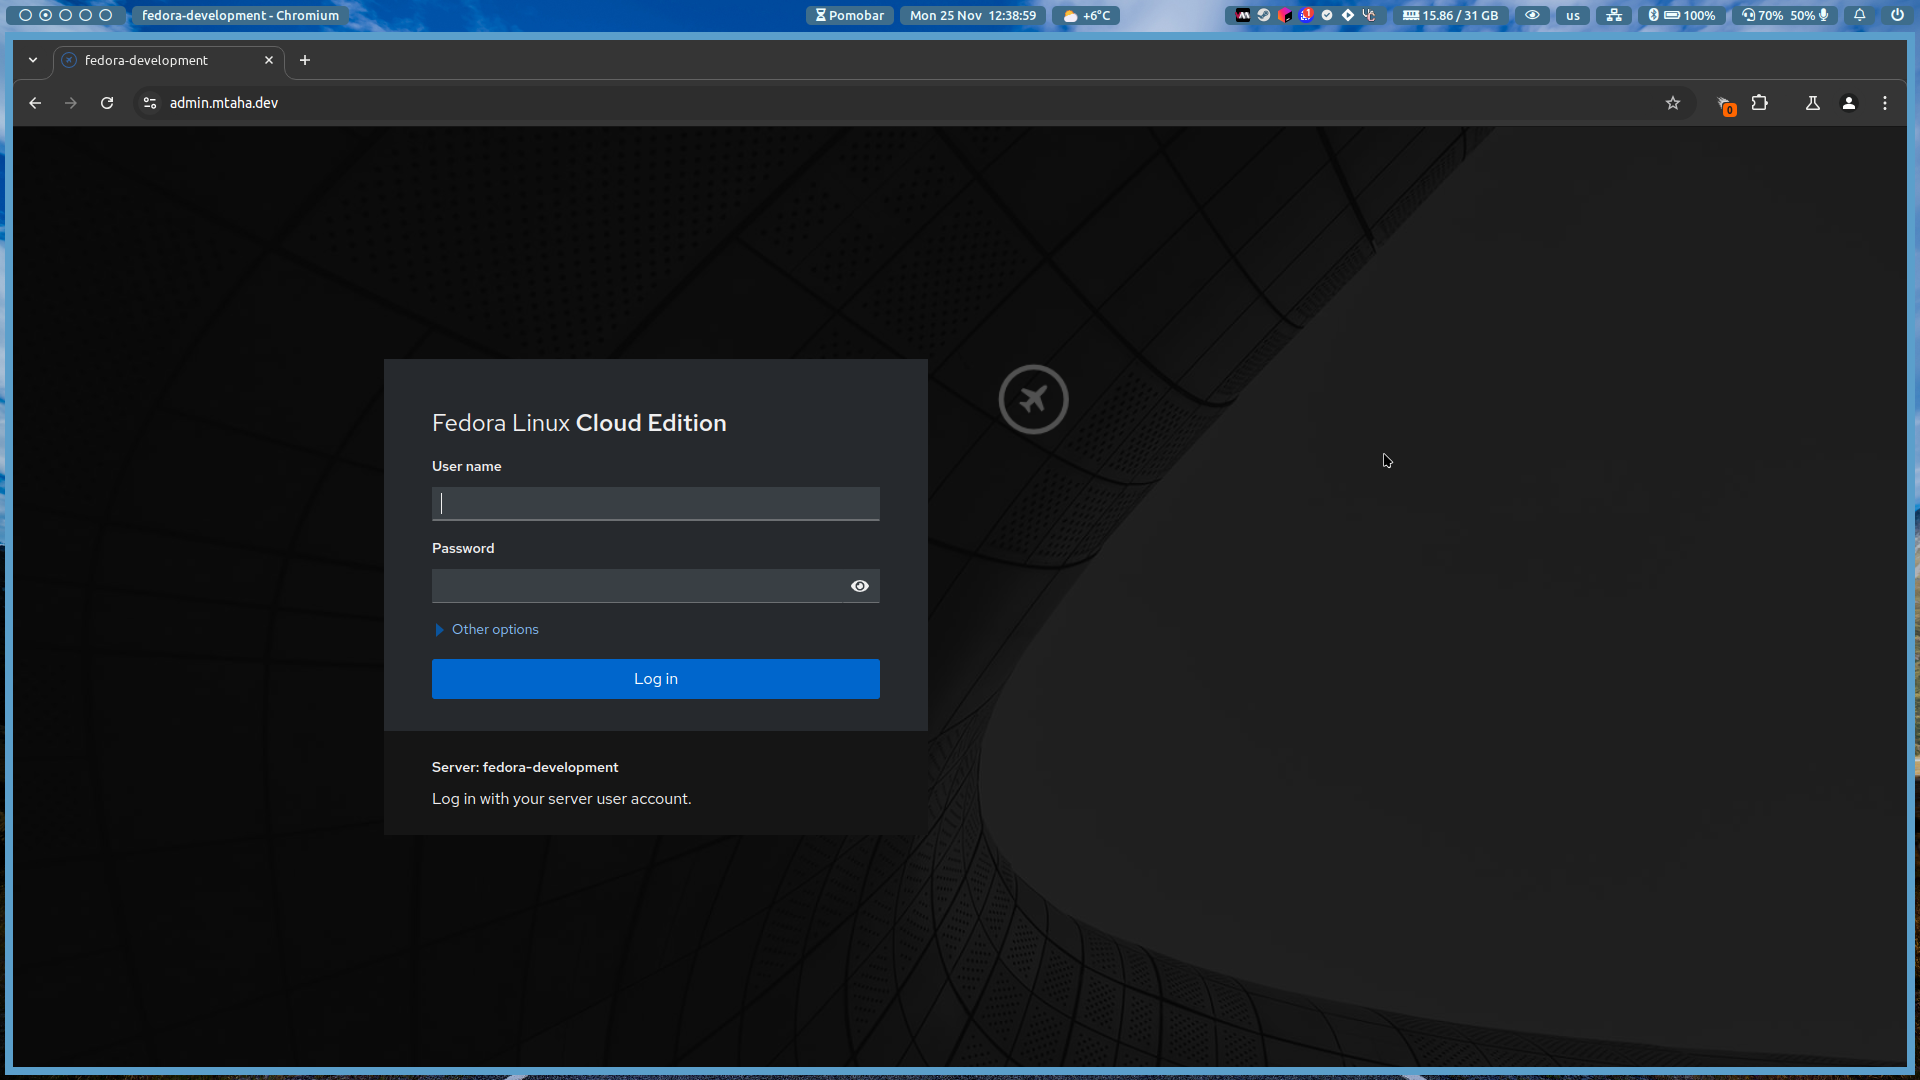 fedora-development - Chromium
Pomobar
Mon 25 Nov 12:38:59
+6°C
1
15.86 / 31 GB
us
100%
70% 50%
fedora-development
admin.mtaha.dev
0
Fedora Linux Cloud Edition
User name
Password
Other options
Log in
Server: fedora-development
Log in with your server user account.